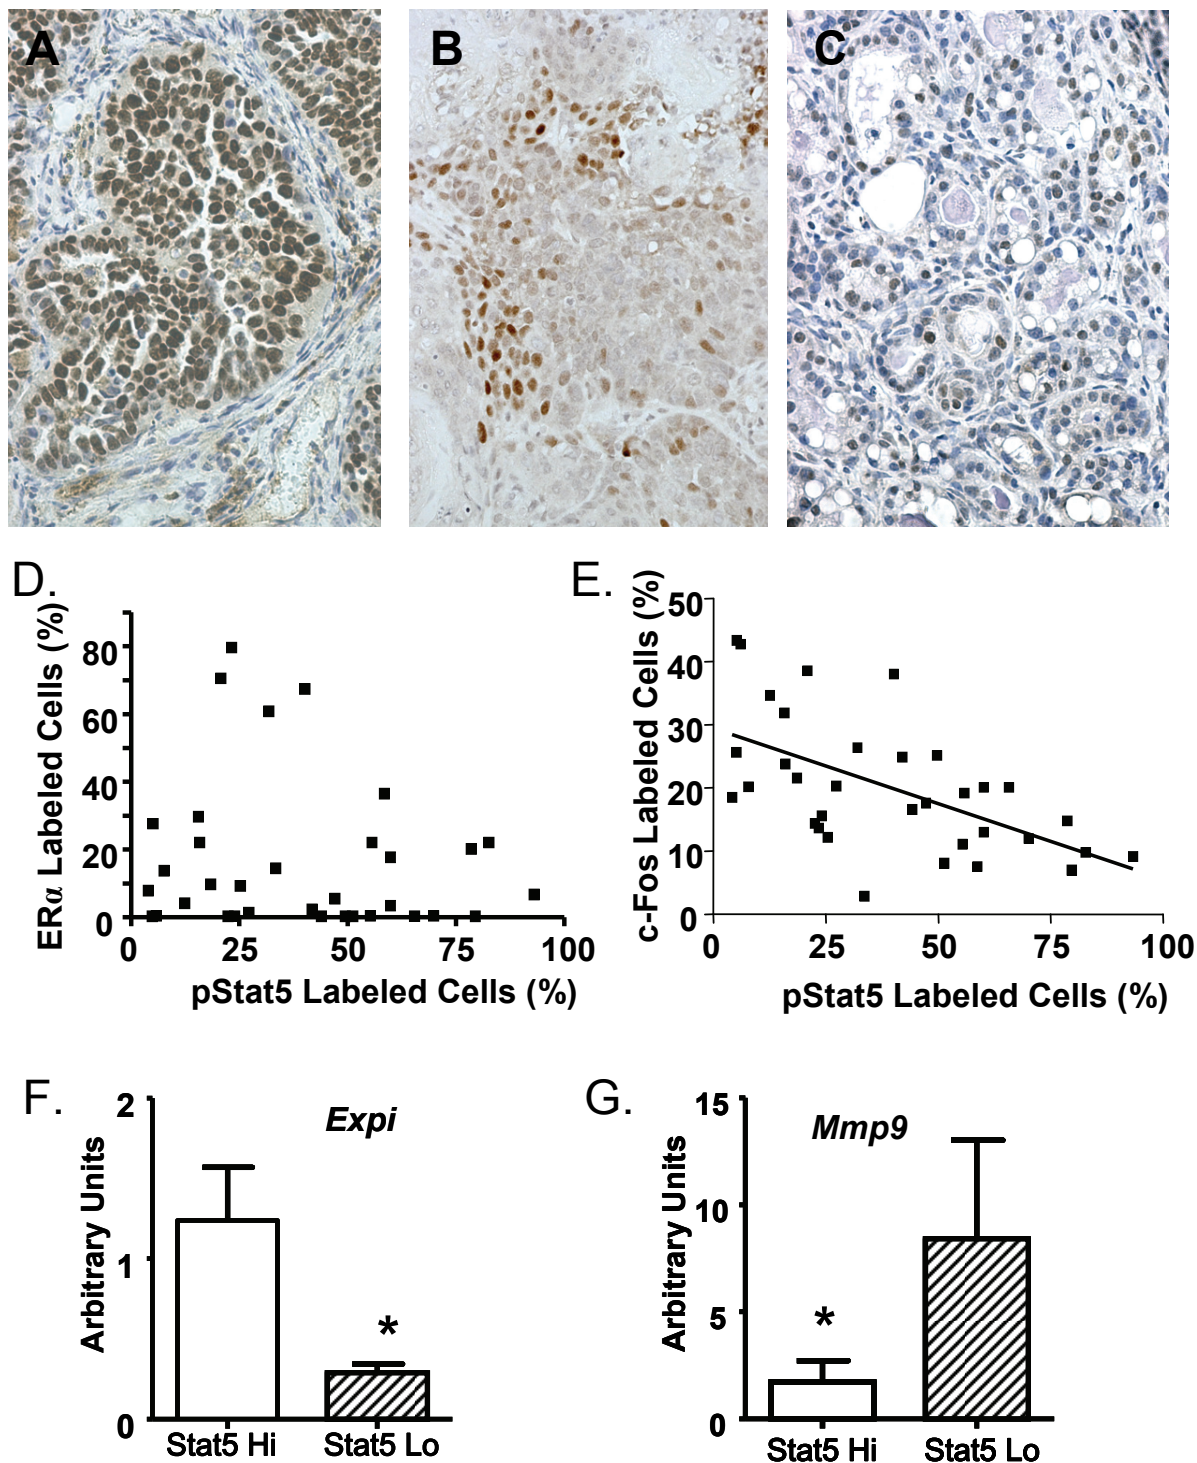 A
B
C
D.
ERα Labeled Cells (%)
80
60
40
20
0
0 25 50 75 100
pStat5 Labeled Cells (%)
E.
c-Fos Labeled Cells (%)
50
40
30
20
10
0
0 25 50 75 100
pStat5 Labeled Cells (%)
F.
Expi
Arbitrary Units
2
1
0
*
Stat5 Hi Stat5 Lo
G.
Mmp9
Arbitrary Units
15
10
5
0
*
Stat5 Hi Stat5 Lo